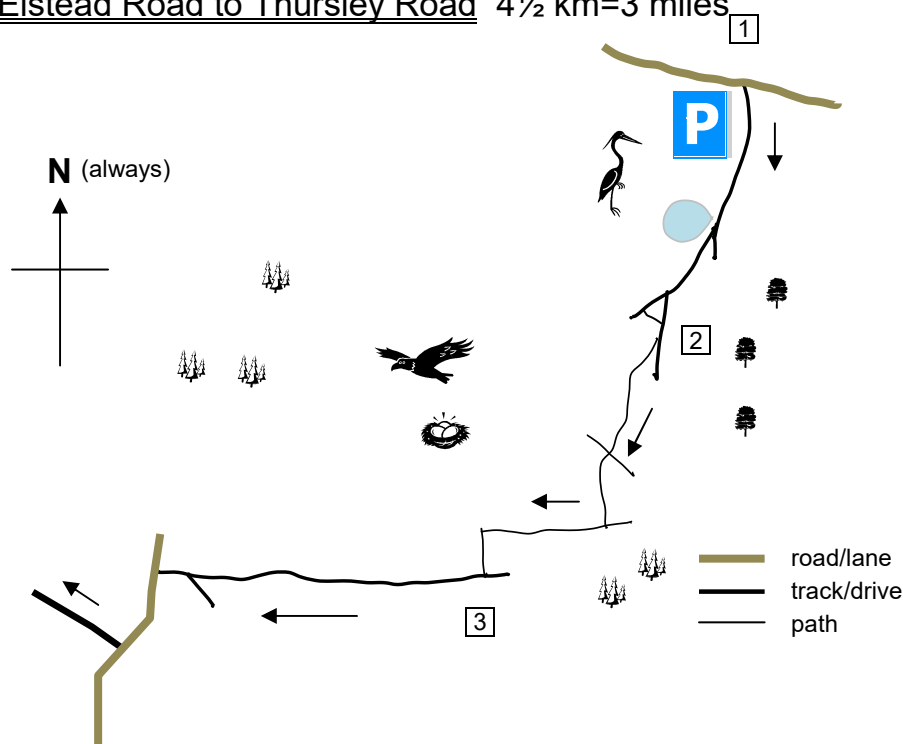 Elstead Road to Thursley Road 4½ km=3 miles
1
P
N (always)
2
3
road/lane
track/drive
path